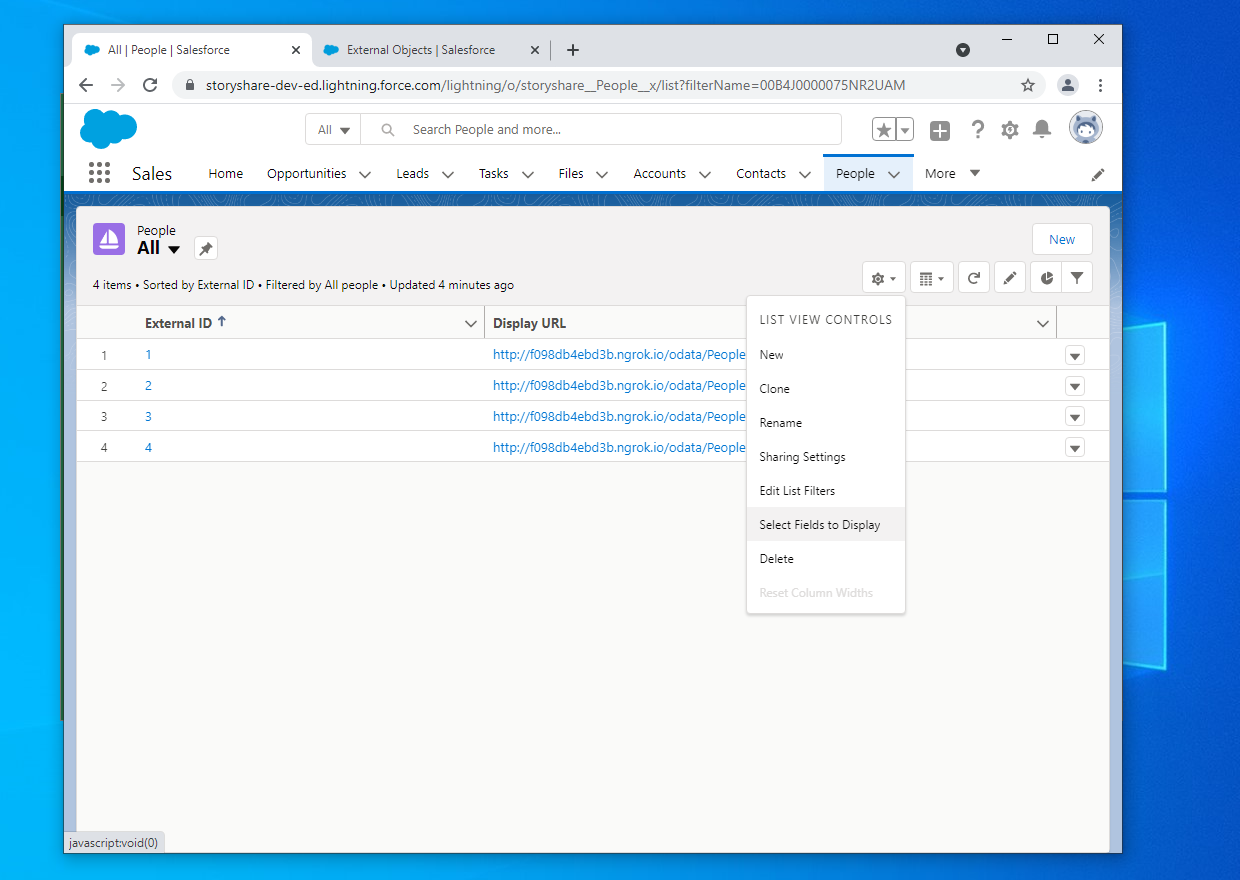 All | People | Salesforce
External Objects | Salesforce
storyshare-dev-ed.lightning.force.com/lightning/o/storyshare__People__x/list?filterName=00B4J0000075NR2UAM
All
Search People and more...
Sales
Home
Opportunities
Leads
Tasks
Files
Accounts
Contacts
People
More
People
All
New
4 items • Sorted by External ID • Filtered by All people • Updated 4 minutes ago
External ID ↑
Display URL
1 1 http://f098db4ebd3b.ngrok.io/odata/People
2 2 http://f098db4ebd3b.ngrok.io/odata/People
3 3 http://f098db4ebd3b.ngrok.io/odata/People
4 4 http://f098db4ebd3b.ngrok.io/odata/People
LIST VIEW CONTROLS
New
Clone
Rename
Sharing Settings
Edit List Filters
Select Fields to Display
Delete
Reset Column Widths
javascript:void(0)